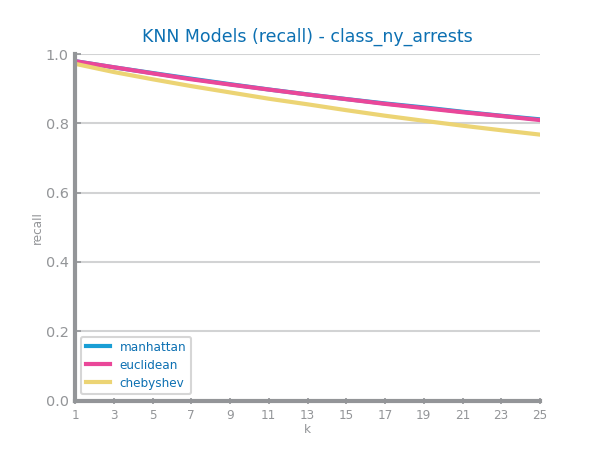 KNN Models (recall) - class_ny_arrests
1.0
0.8
0.6
0.4
0.2
0.0
recall
manhattan
euclidean
chebyshev
1 3 5 7 9 11 13 15 17 19 21 23 25
k